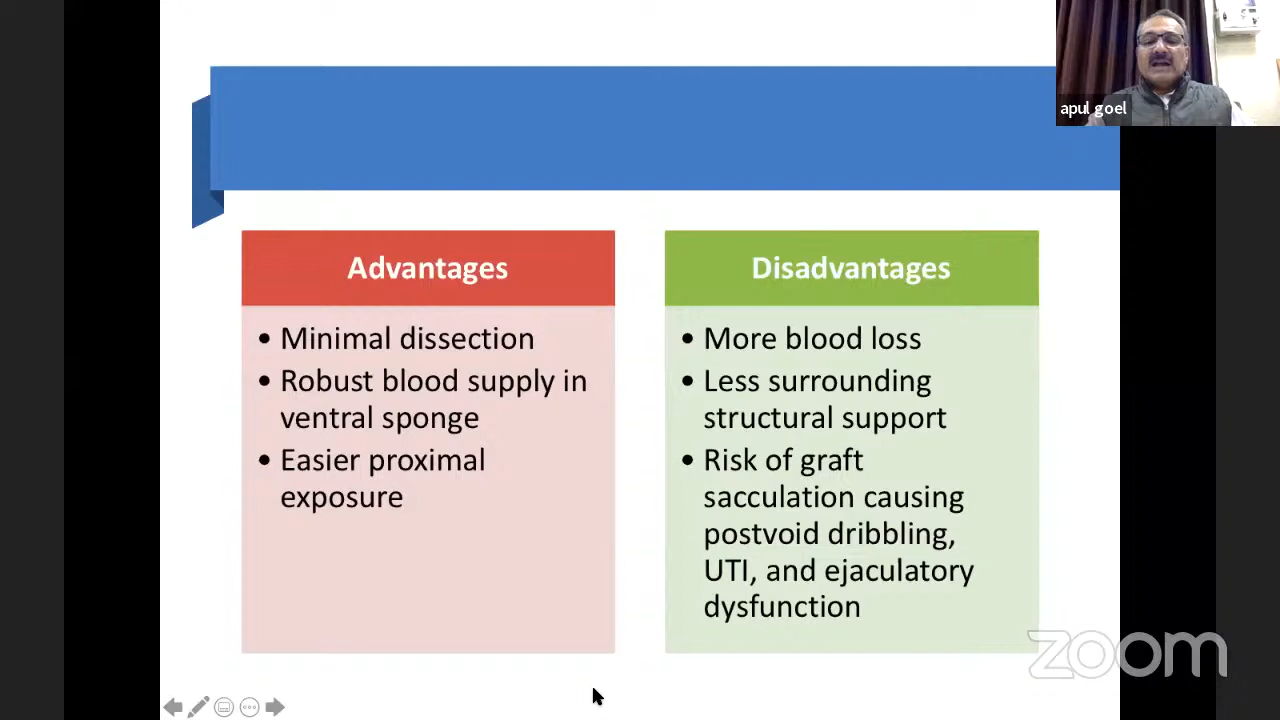 apul goel
Advantages
• Minimal dissection
• Robust blood supply in
ventral sponge
• Easier proximal
exposure
Disadvantages
• More blood loss
• Less surrounding
structural support
• Risk of graft
sacculation causing
postvoid dribbling,
UTI, and ejaculatory
dysfunction
zoom